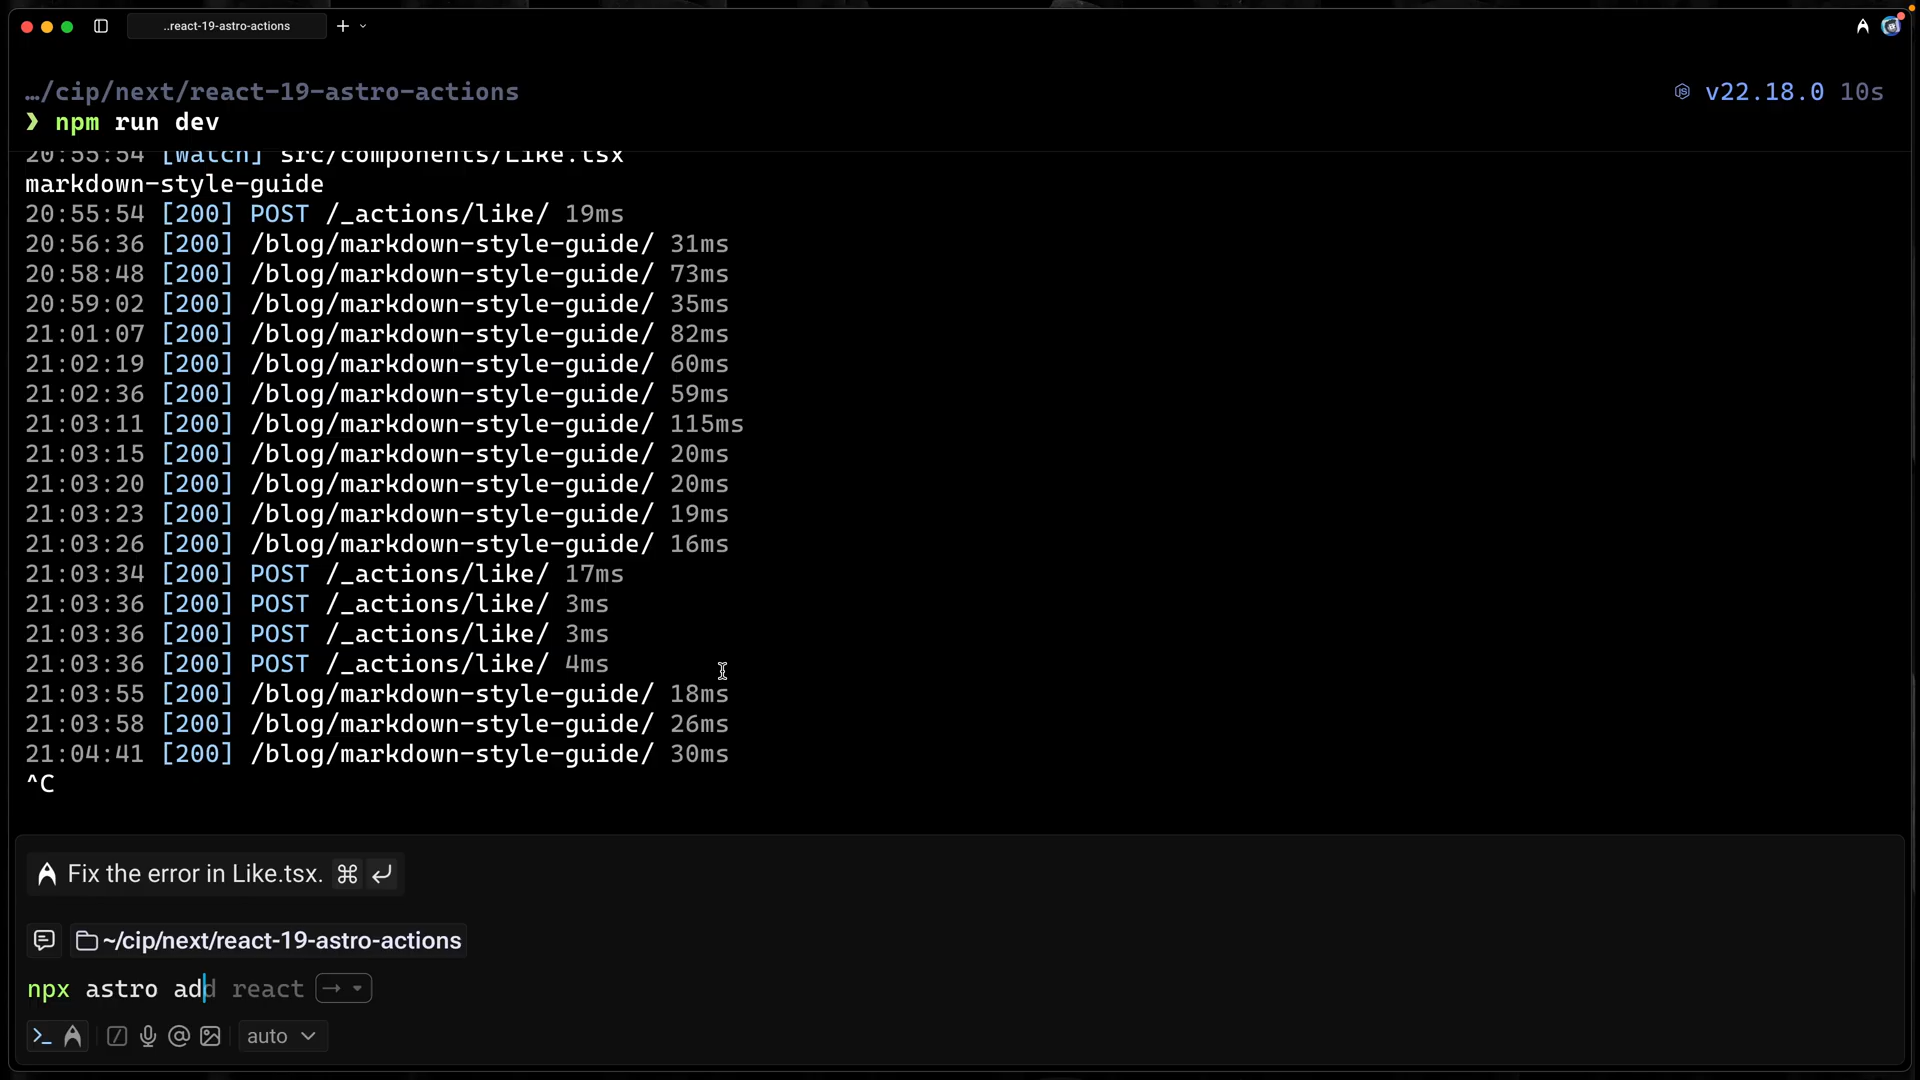 ..react-19-astro-actions
…/cip/next/react-19-astro-actions
v22.18.0 10s
❯ npm run dev
20:55:54 [watch] src/components/Like.tsx
markdown-style-guide
20:55:54 [200] POST /_actions/like/ 19ms
20:56:36 [200] /blog/markdown-style-guide/ 31ms
20:58:48 [200] /blog/markdown-style-guide/ 73ms
20:59:02 [200] /blog/markdown-style-guide/ 35ms
21:01:07 [200] /blog/markdown-style-guide/ 82ms
21:02:19 [200] /blog/markdown-style-guide/ 60ms
21:02:36 [200] /blog/markdown-style-guide/ 59ms
21:03:11 [200] /blog/markdown-style-guide/ 115ms
21:03:15 [200] /blog/markdown-style-guide/ 20ms
21:03:20 [200] /blog/markdown-style-guide/ 20ms
21:03:23 [200] /blog/markdown-style-guide/ 19ms
21:03:26 [200] /blog/markdown-style-guide/ 16ms
21:03:34 [200] POST /_actions/like/ 17ms
21:03:36 [200] POST /_actions/like/ 3ms
21:03:36 [200] POST /_actions/like/ 3ms
21:03:36 [200] POST /_actions/like/ 4ms
21:03:55 [200] /blog/markdown-style-guide/ 18ms
21:03:58 [200] /blog/markdown-style-guide/ 26ms
21:04:41 [200] /blog/markdown-style-guide/ 30ms
^C
Fix the error in Like.tsx. ⌘ ↵
~/cip/next/react-19-astro-actions
npx astro add react →
auto